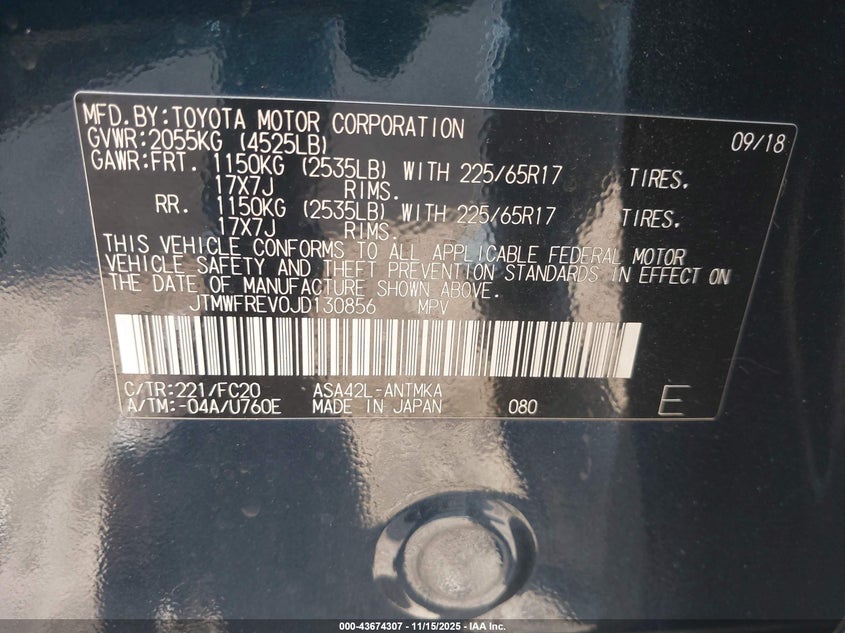 MFD.BY:TOYOTA MOTOR CORPORATION 09/18
GVWR:2055KG (4525LB)
GAWR:FRT. 1150KG (2535LB) WITH 225/65R17 TIRES.
17X7J RIMS.
RR. 1150KG (2535LB) WITH 225/65R17 TIRES.
17X7J RIMS.
THIS VEHICLE CONFORMS TO ALL APPLICABLE FEDERAL MOTOR
VEHICLE SAFETY AND THEFT PREVENTION STANDARDS IN EFFECT ON
THE DATE OF MANUFACTURE SHOWN ABOVE.
JTMWFREV0JD130856 MPV
C/TR:221/FC20 ASA42L-ANTMKA
A/TM:-04A/U760E MADE IN JAPAN 080 E
000-43674307 - 11/15/2025 - IAA Inc.